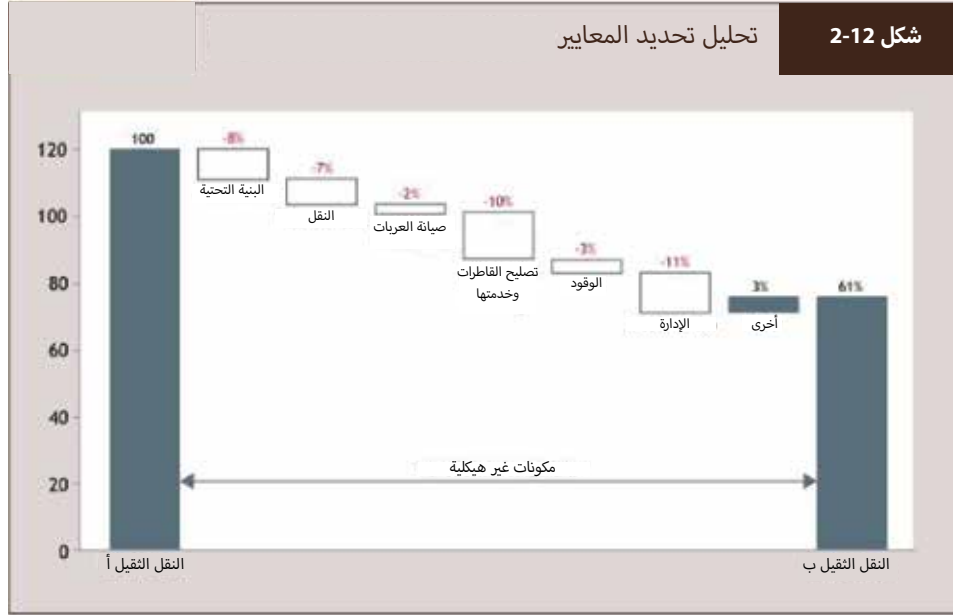 شكل 12-2
تحليل تحديد المعايير
120
100
80
60
40
20
0
100
-8%
البنية التحتية
-7%
النقل
-2%
صيانة العربات
-10%
تصليح القاطرات
وخدمتها
-3%
الوقود
-11%
الإدارة
3%
أخرى
61%
مكونات غير هيكلية
النقل الثقيل أ
النقل الثقيل ب